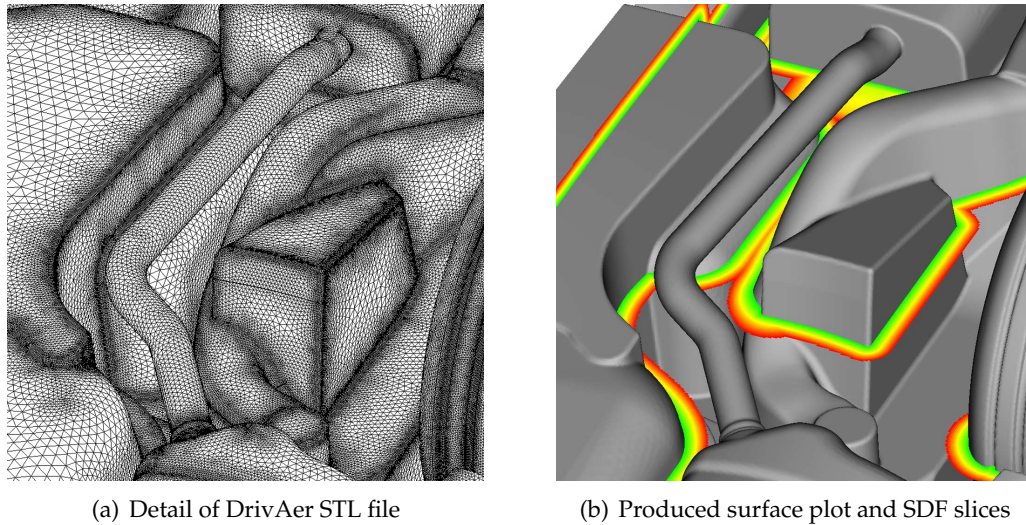 (a) Detail of DrivAer STL file
(b) Produced surface plot and SDF slices